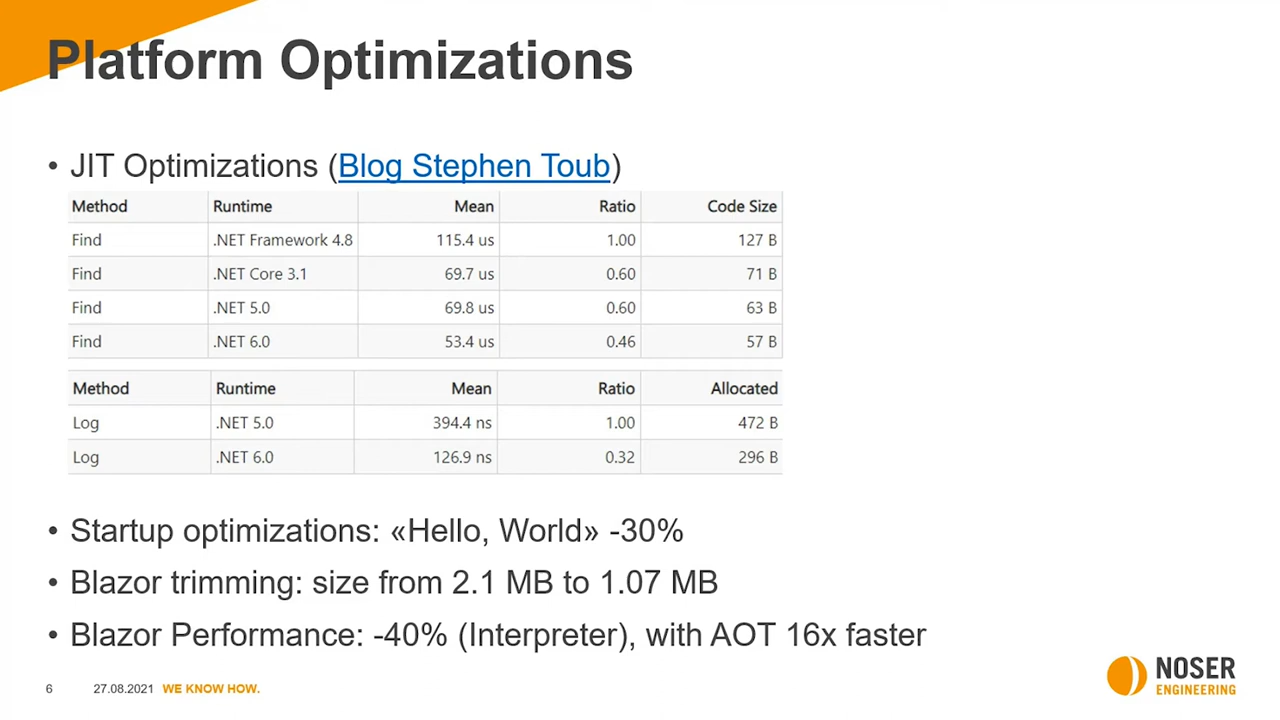 Platform Optimizations
• JIT Optimizations (Blog Stephen Toub)
Method Runtime Mean Ratio Code Size
Find .NET Framework 4.8 115.4 us 1.00 127 B
Find .NET Core 3.1 69.7 us 0.60 71 B
Find .NET 5.0 69.8 us 0.60 63 B
Find .NET 6.0 53.4 us 0.46 57 B
Method Runtime Mean Ratio Allocated
Log .NET 5.0 394.4 ns 1.00 472 B
Log .NET 6.0 126.9 ns 0.32 296 B
• Startup optimizations: «Hello, World» -30%
• Blazor trimming: size from 2.1 MB to 1.07 MB
• Blazor Performance: -40% (Interpreter), with AOT 16x faster
6 27.08.2021 WE KNOW HOW.
NOSER
ENGINEERING